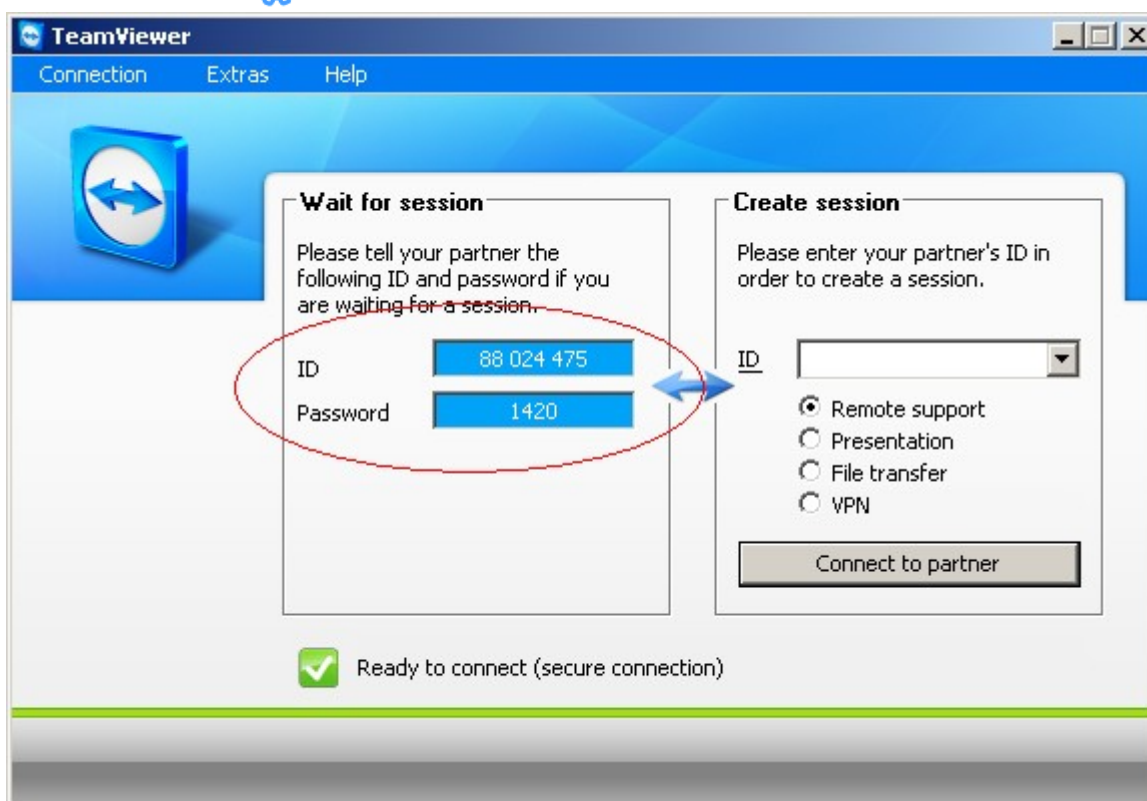 TeamViewer
Connection Extras Help
Wait for session
Please tell your partner the
following ID and password if you
are waiting for a session.
ID 88 024 475
Password 1420
Create session
Please enter your partner's ID in
order to create a session.
ID
Remote support
Presentation
File transfer
VPN
Connect to partner
Ready to connect (secure connection)